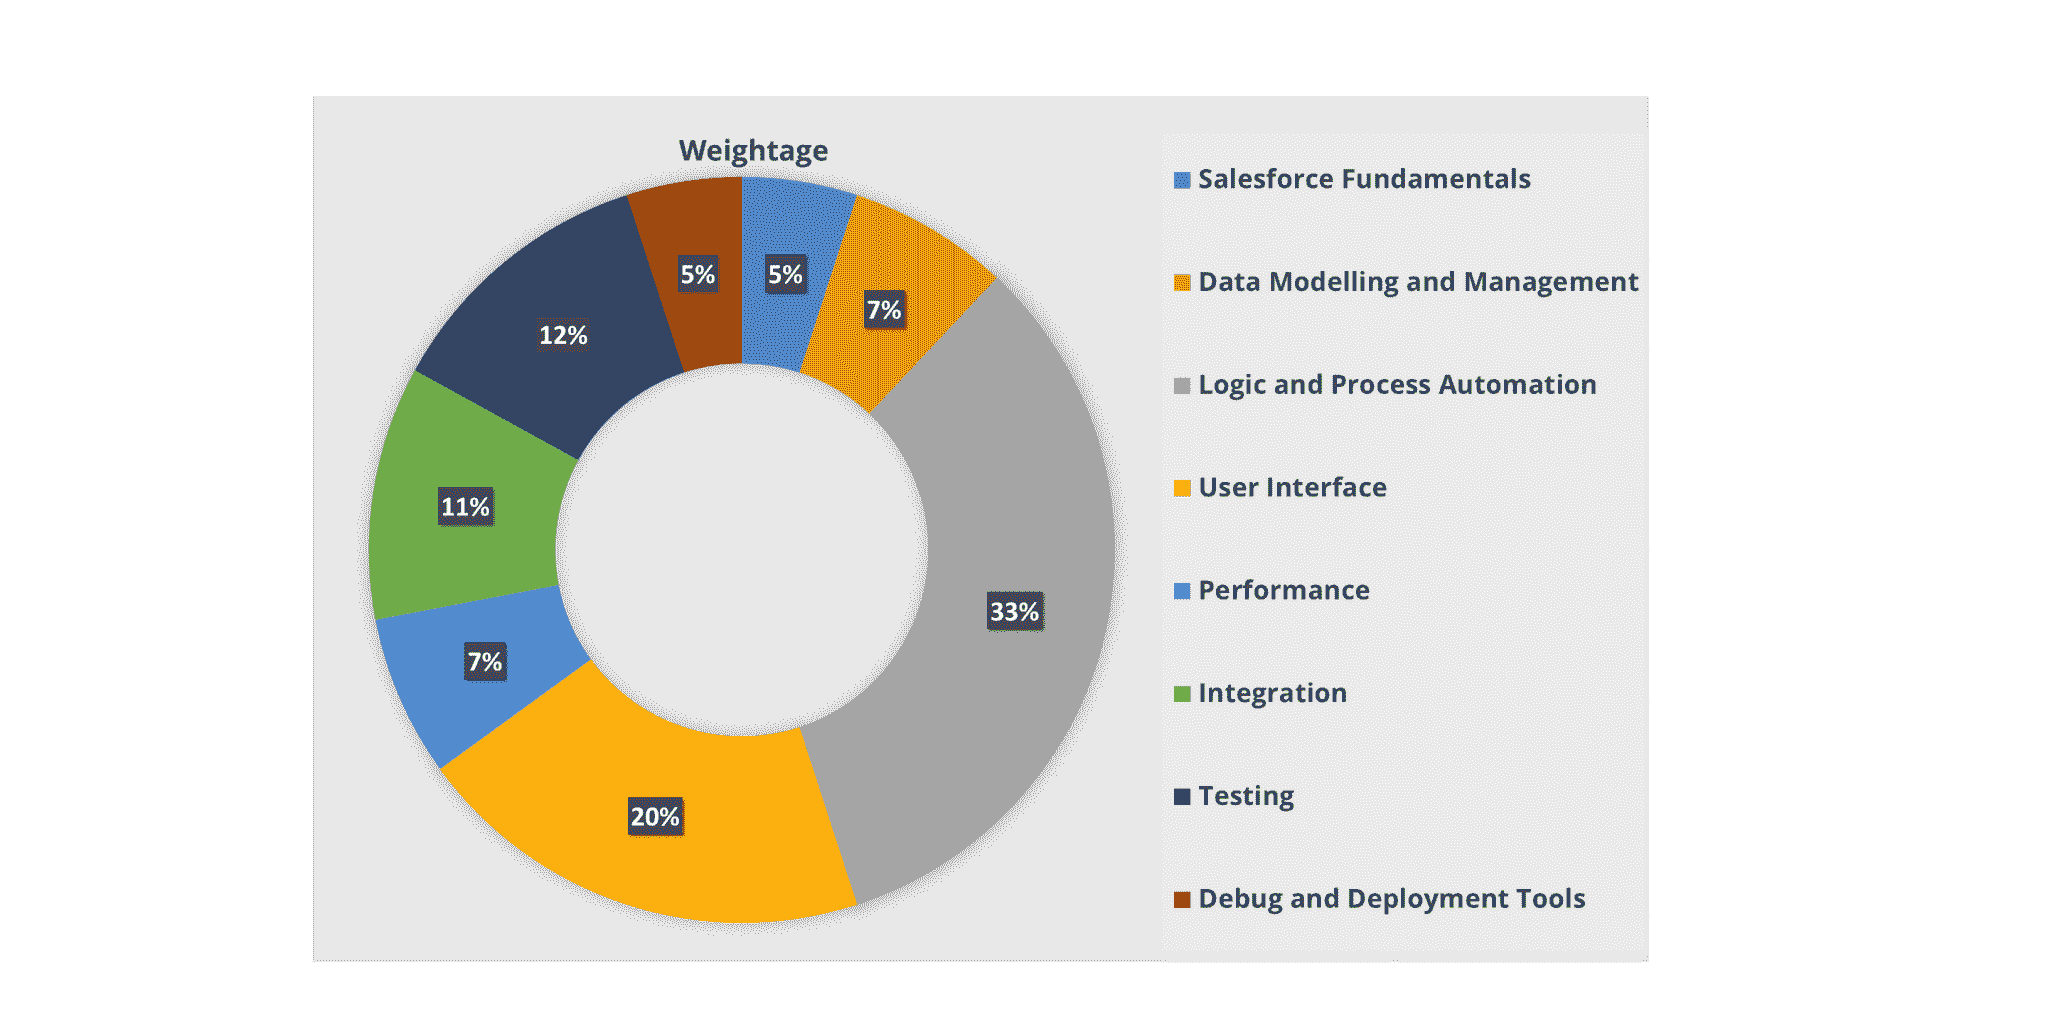 Weightage
5%
5%
7%
12%
11%
33%
7%
20%
Salesforce Fundamentals
Data Modelling and Management
Logic and Process Automation
User Interface
Performance
Integration
Testing
Debug and Deployment Tools